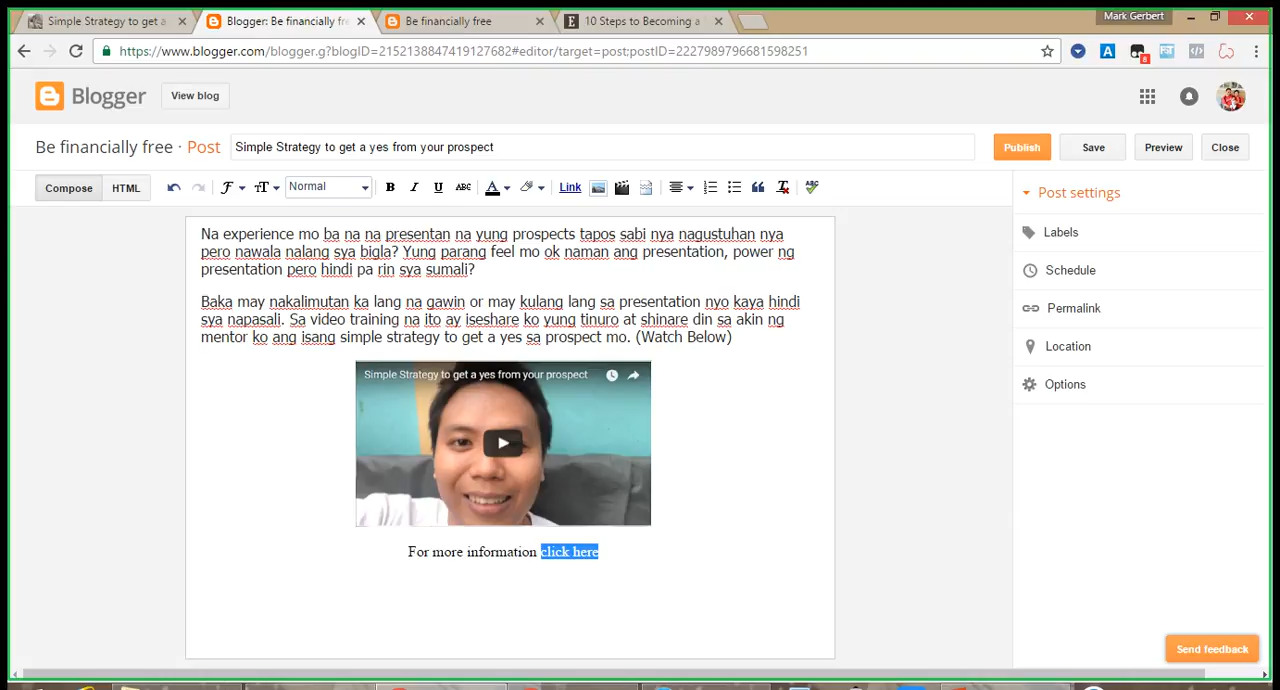 Mark Gerbert
Simple Strategy to get a
Blogger: Be financially fre
Be financially free
10 Steps to Becoming a
https://www.blogger.com/blogger.g?blogID=2152138847419127682#editor/target=post:postID=2227989796681598251
Blogger
View blog
Be financially free · Post
Simple Strategy to get a yes from your prospect
Publish
Save
Preview
Close
Compose
HTML
Normal
B I U ABC A Link
Post settings
Labels
Schedule
Permalink
Location
Options
Na experience mo ba na na presentan na yung prospects tapos sabi nya nagustuhan nya
pero nawala nalang sya bigla? Yung parang feel mo ok naman ang presentation, power ng
presentation pero hindi pa rin sya sumali?
Baka may nakalimutan ka lang na gawin or may kulang lang sa presentation nyo kaya hindi
sya napasali. Sa video training na ito ay iseshare ko yung tinuro at shinare din sa akin ng
mentor ko ang isang simple strategy to get a yes sa prospect mo. (Watch Below)
Simple Strategy to get a yes from your prospect
For more information click here
Send feedback